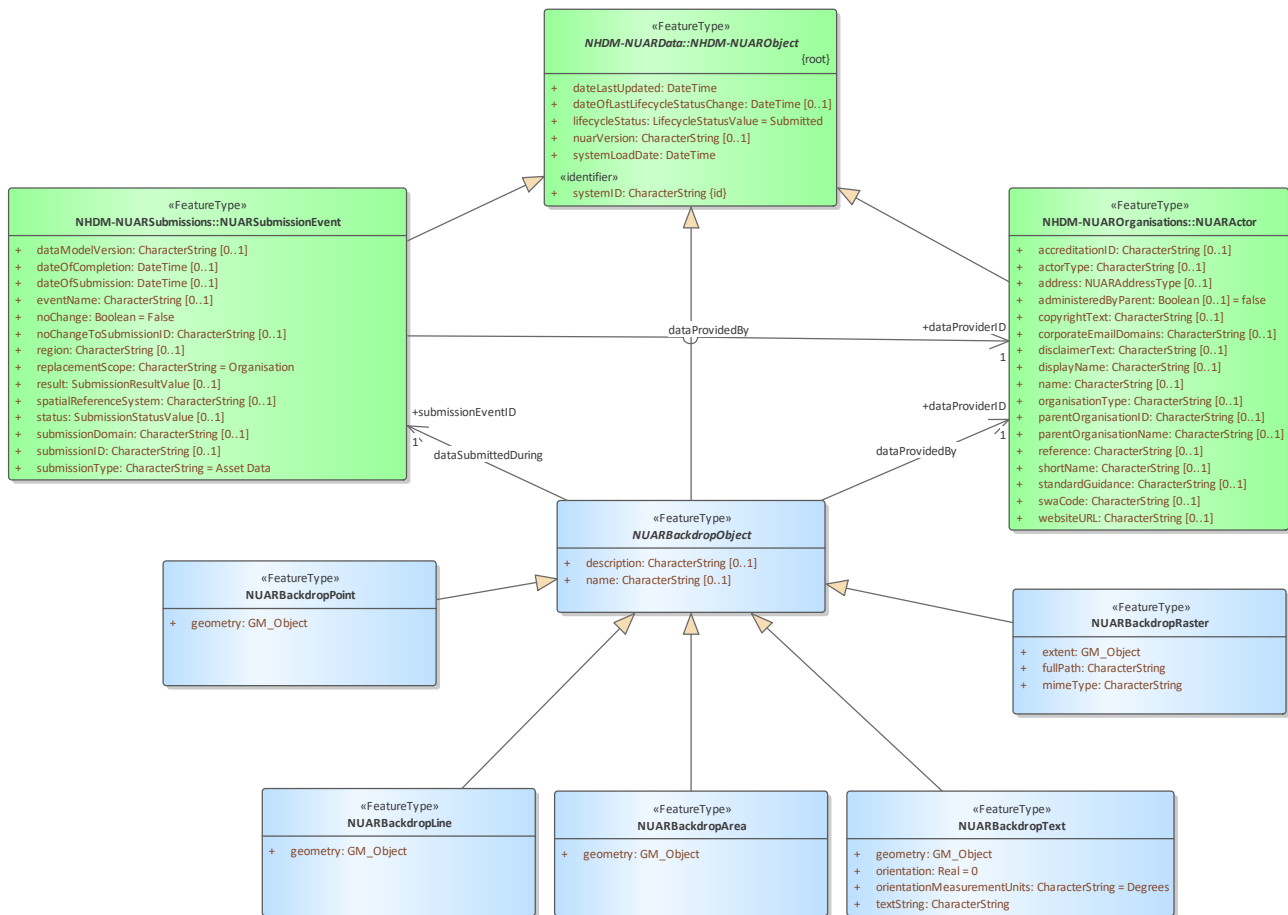 «FeatureType»
NHDM-NUARData::NHDM-NUARObject
{root}
+ dateLastUpdated: DateTime
+ dateOfLastLifecycleStatusChange: DateTime [0..1]
+ lifecycleStatus: LifecycleStatusValue = Submitted
+ nuarVersion: CharacterString [0..1]
+ systemLoadDate: DateTime
«identifier»
+ systemID: CharacterString {id}
«FeatureType»
NHDM-NUARSubmissions::NUARSubmissionEvent
+ dataModelVersion: CharacterString [0..1]
+ dateOfCompletion: DateTime [0..1]
+ dateOfSubmission: DateTime [0..1]
+ eventName: CharacterString [0..1]
+ noChange: Boolean = False
+ noChangeToSubmissionID: CharacterString [0..1]
+ region: CharacterString [0..1]
+ replacementScope: CharacterString = Organisation
+ result: SubmissionResultValue [0..1]
+ spatialReferenceSystem: CharacterString [0..1]
+ status: SubmissionStatusValue [0..1]
+ submissionDomain: CharacterString [0..1]
+ submissionID: CharacterString [0..1]
+ submissionType: CharacterString = Asset Data
«FeatureType»
NHDM-NUAROrganisations::NUARActor
+ accreditationID: CharacterString [0..1]
+ actorType: CharacterString [0..1]
+ address: NUARAddressType [0..1]
+ administeredByParent: Boolean [0..1] = false
+ copyrightText: CharacterString [0..1]
+ corporateEmailDomains: CharacterString [0..1]
+ disclaimerText: CharacterString [0..1]
+ displayName: CharacterString [0..1]
+ name: CharacterString [0..1]
+ organisationType: CharacterString [0..1]
+ parentOrganisationID: CharacterString [0..1]
+ parentOrganisationName: CharacterString [0..1]
+ reference: CharacterString [0..1]
+ shortName: CharacterString [0..1]
+ standardGuidance: CharacterString [0..1]
+ swaCode: CharacterString [0..1]
+ websiteURL: CharacterString [0..1]
dataProvidedBy
+dataProviderID
1
+submissionEventID
1
dataSubmittedDuring
+dataProviderID
1
dataProvidedBy
«FeatureType»
NUARBackdropObject
+ description: CharacterString [0..1]
+ name: CharacterString [0..1]
«FeatureType»
NUARBackdropPoint
+ geometry: GM_Object
«FeatureType»
NUARBackdropRaster
+ extent: GM_Object
+ fullPath: CharacterString
+ mimeType: CharacterString
«FeatureType»
NUARBackdropLine
+ geometry: GM_Object
«FeatureType»
NUARBackdropArea
+ geometry: GM_Object
«FeatureType»
NUARBackdropText
+ geometry: GM_Object
+ orientation: Real = 0
+ orientationMeasurementUnits: CharacterString = Degrees
+ textString: CharacterString